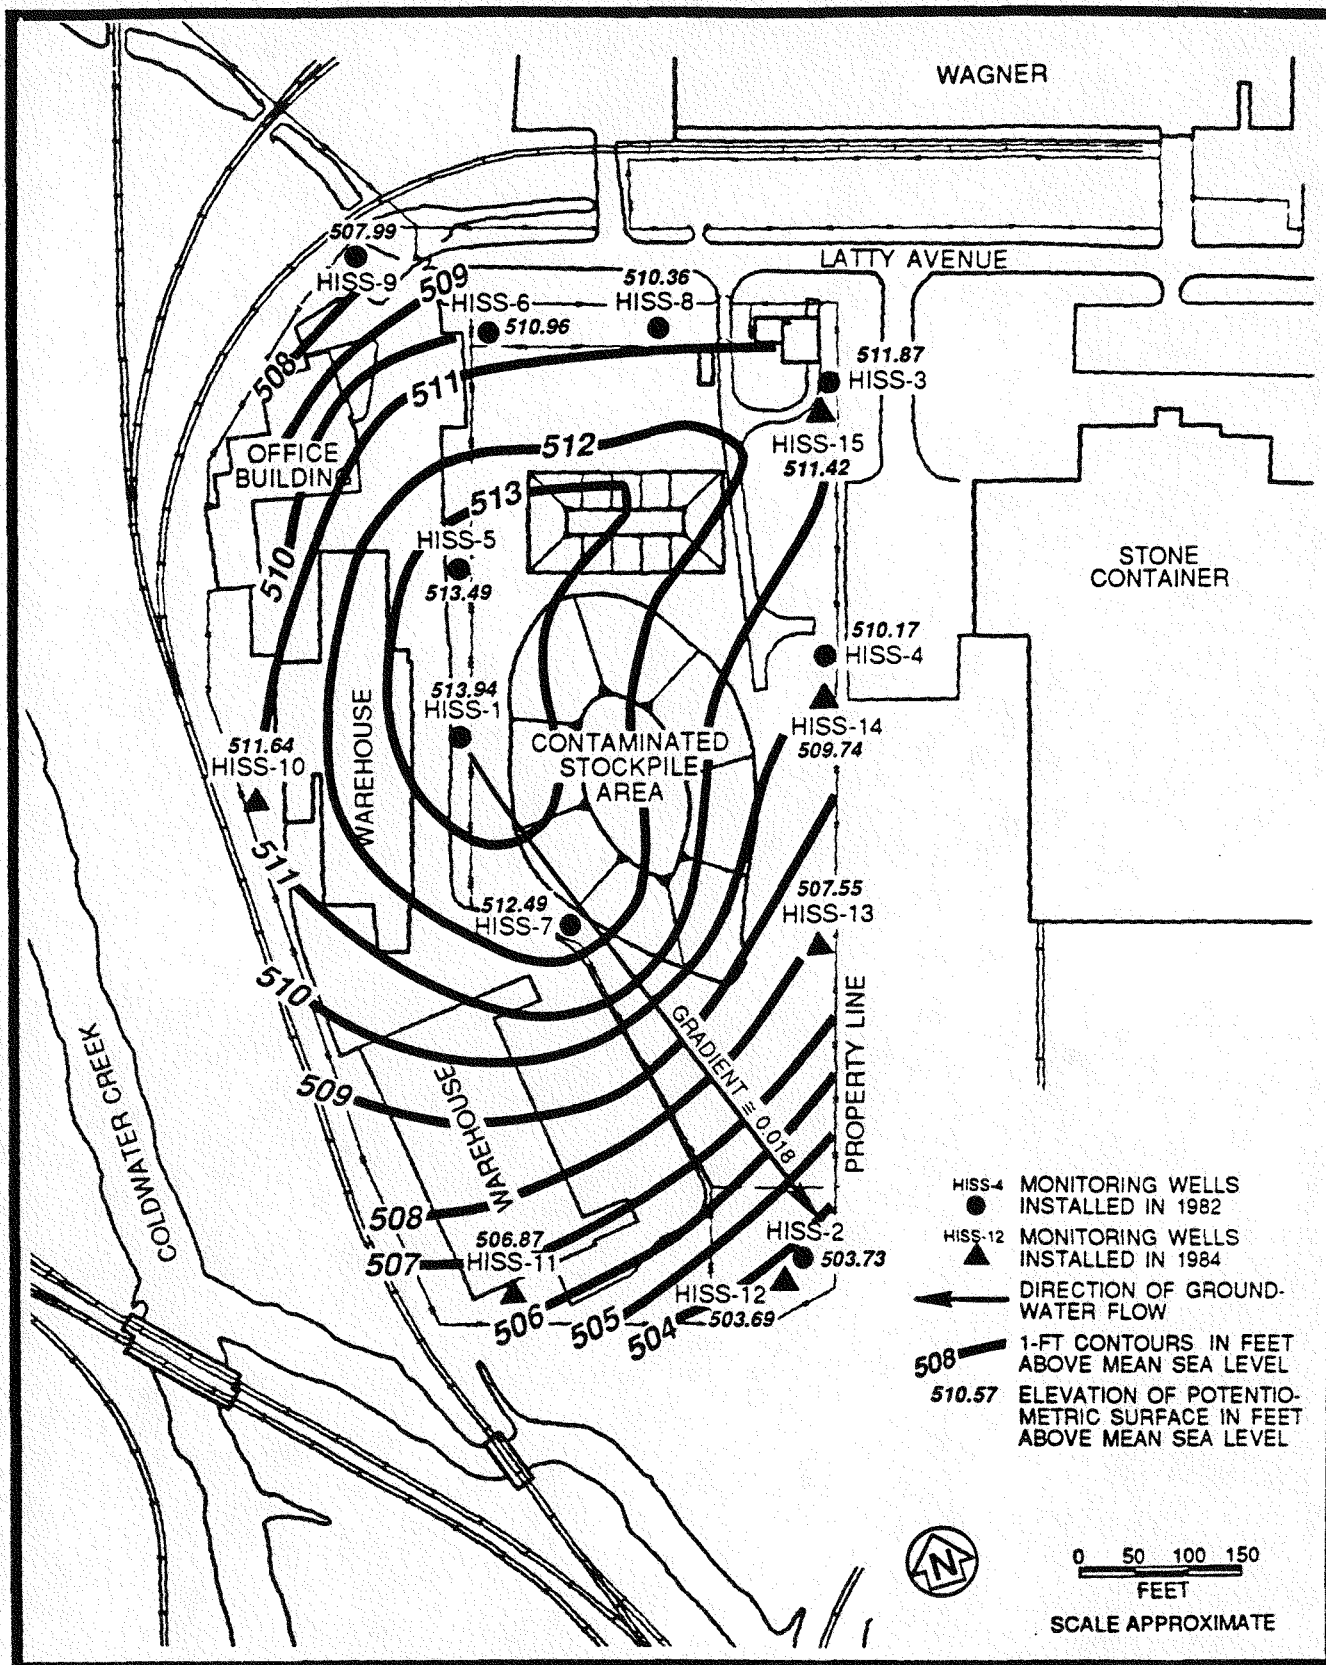 WAGNER
507.99
HISS-9
LATTY AVENUE
509
HISS-6
510.96
510.36
HISS-8
511.87
HISS-3
508
511
HISS-15
511.42
OFFICE
BUILDING
512
513
HISS-5
513.49
510
STONE
CONTAINER
510.17
HISS-4
513.94
HISS-1
WAREHOUSE
511.64
HISS-10
CONTAMINATED
STOCKPILE
AREA
HISS-14
509.74
511
507.55
HISS-13
512.49
HISS-7
510
GRADIENT = 0.018
PROPERTY LINE
COLDWATER CREEK
509
WAREHOUSE
508
507
506.87
HISS-11
HISS-2
503.73
HISS-12
503.69
506
505
504
HISS-4 MONITORING WELLS
INSTALLED IN 1982
HISS-12 MONITORING WELLS
INSTALLED IN 1984
DIRECTION OF GROUND-
WATER FLOW
508 1-FT CONTOURS IN FEET
ABOVE MEAN SEA LEVEL
510.57 ELEVATION OF POTENTIO-
METRIC SURFACE IN FEET
ABOVE MEAN SEA LEVEL
N
0 50 100 150
FEET
SCALE APPROXIMATE